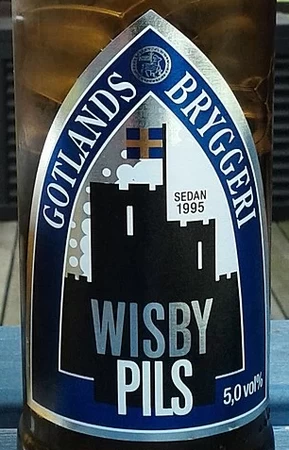 GOTLANDS BRYGGERI
SEDAN
1995
WISBY
PILS
5,0 vol%